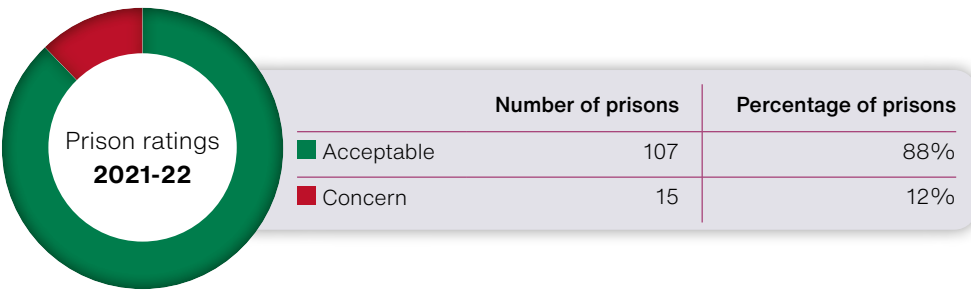 Prison ratings
2021-22
Number of prisons Percentage of prisons
Acceptable 107 88%
Concern 15 12%